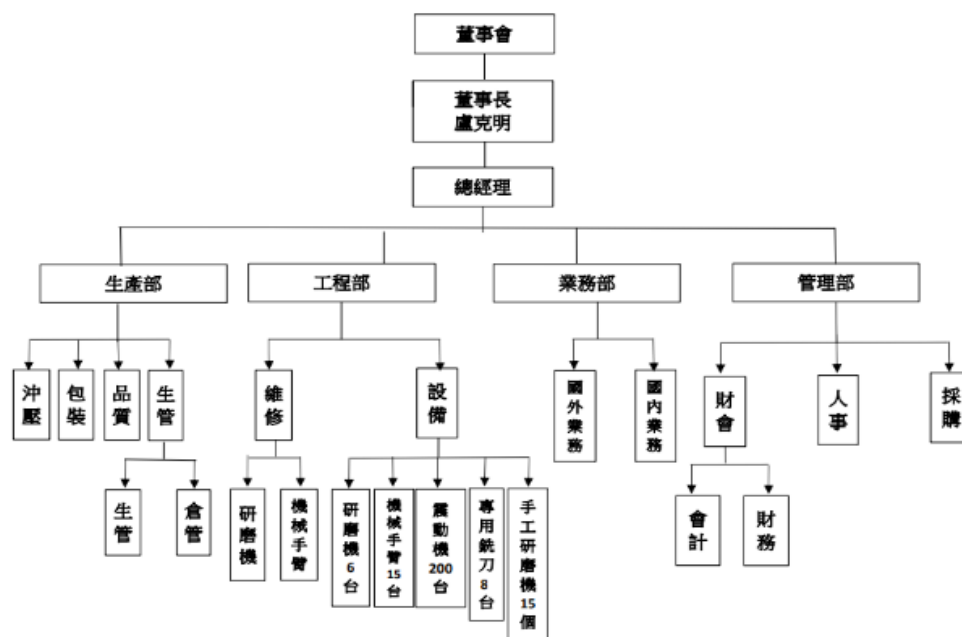 董事會
董事長
盧克明
總經理
生產部
工程部
業務部
管理部
沖壓
包裝
品質
生管
維修
設備
國外業務
國內業務
財會
人事
採購
生管
倉管
研磨機
機械手臂
研磨機6台
機械手臂15台
震動機200台
專用銑刀8台
手工研磨機15個
會計
財務